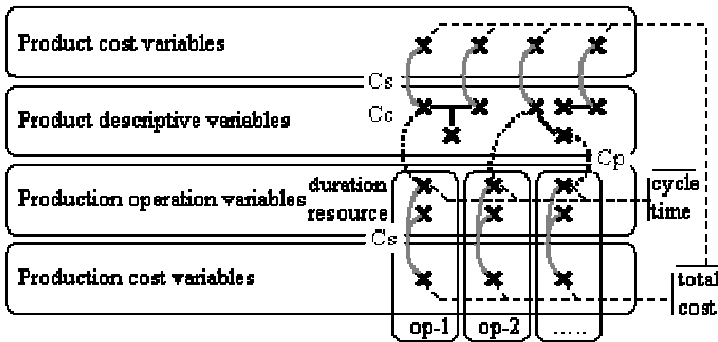 Product cost variables
Cs
Product descriptive variables
Cc
Cp
Production operation variables
duration
resource
cycle
time
Cs
Production cost variables
total
cost
op-1
op-2
.....